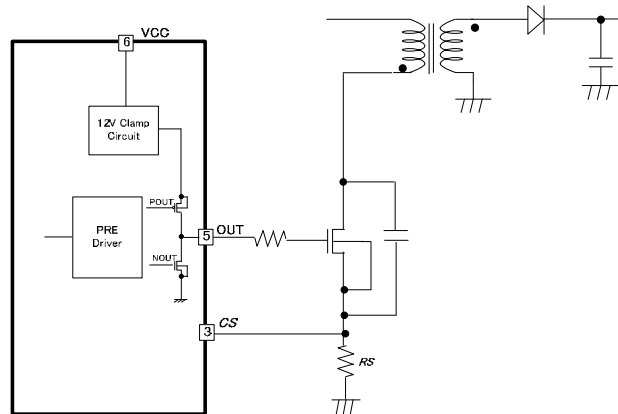 6
VCC
12V Clamp
Circuit
POUT
PRE
Driver
5
OUT
NOUT
3
CS
RS